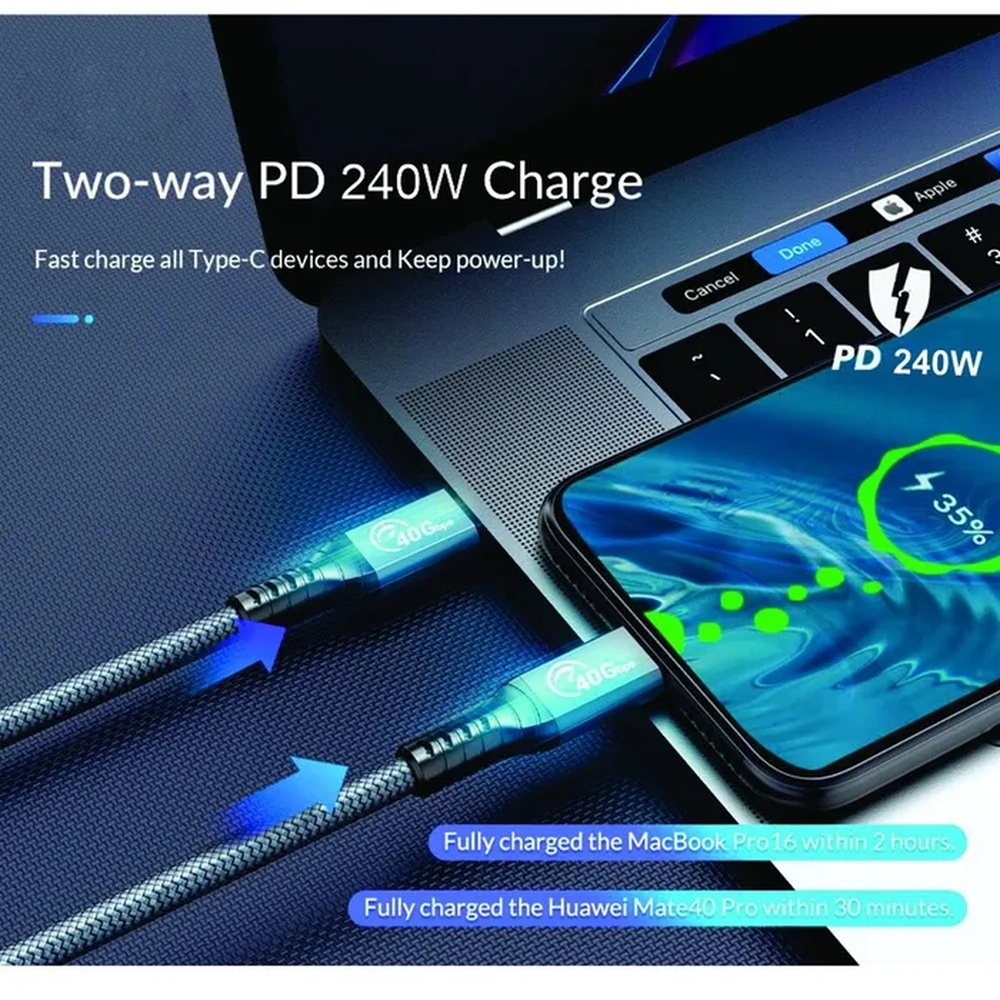 Two-way PD 240W Charge
Fast charge all Type-C devices and Keep power-up!
Cancel
Done
Apple
~
`
!
1
#
3
PD 240W
35%
40Gbps
40Gbps
Fully charged the MacBook Pro16 within 2 hours.
Fully charged the Huawei Mate40 Pro within 30 minutes.